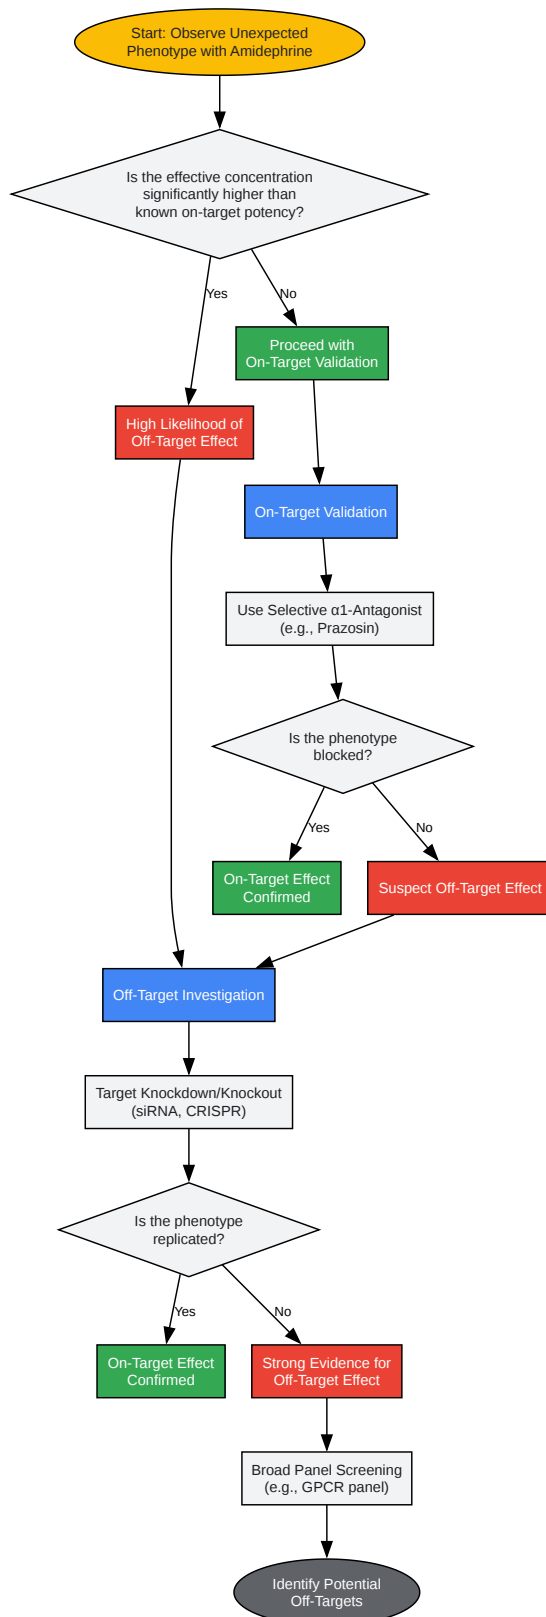 Start: Observe Unexpected
Phenotype with Amidephrine
Is the effective concentration
significantly higher than
known on-target potency?
Yes
No
Proceed with
On-Target Validation
High Likelihood of
Off-Target Effect
On-Target Validation
Use Selective α1-Antagonist
(e.g., Prazosin)
Is the phenotype
blocked?
Yes
No
On-Target Effect
Confirmed
Suspect Off-Target Effect
Off-Target Investigation
Target Knockdown/Knockout
(siRNA, CRISPR)
Is the phenotype
replicated?
Yes
No
On-Target Effect
Confirmed
Strong Evidence for
Off-Target Effect
Broad Panel Screening
(e.g., GPCR panel)
Identify Potential
Off-Targets